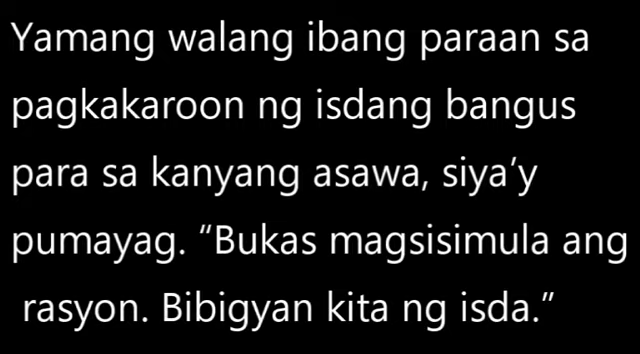 Yamang walang ibang paraan sa
pagkakaroon ng isdang bangus
para sa kanyang asawa, siya’y
pumayag. “Bukas magsisimula ang
rasyon. Bibigyan kita ng isda.”